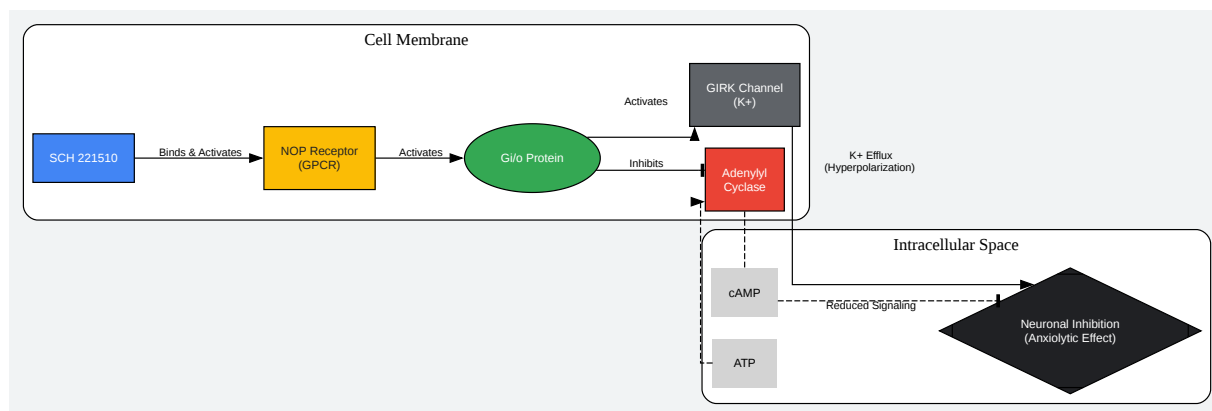 Cell Membrane
SCH 221510
Binds & Activates
NOP Receptor
(GPCR)
Activates
Gi/o Protein
Activates
GIRK Channel
(K+)
Inhibits
Adenylyl
Cyclase
K+ Efflux
(Hyperpolarization)
Intracellular Space
cAMP
Reduced Signaling
Neuronal Inhibition
(Anxiolytic Effect)
ATP